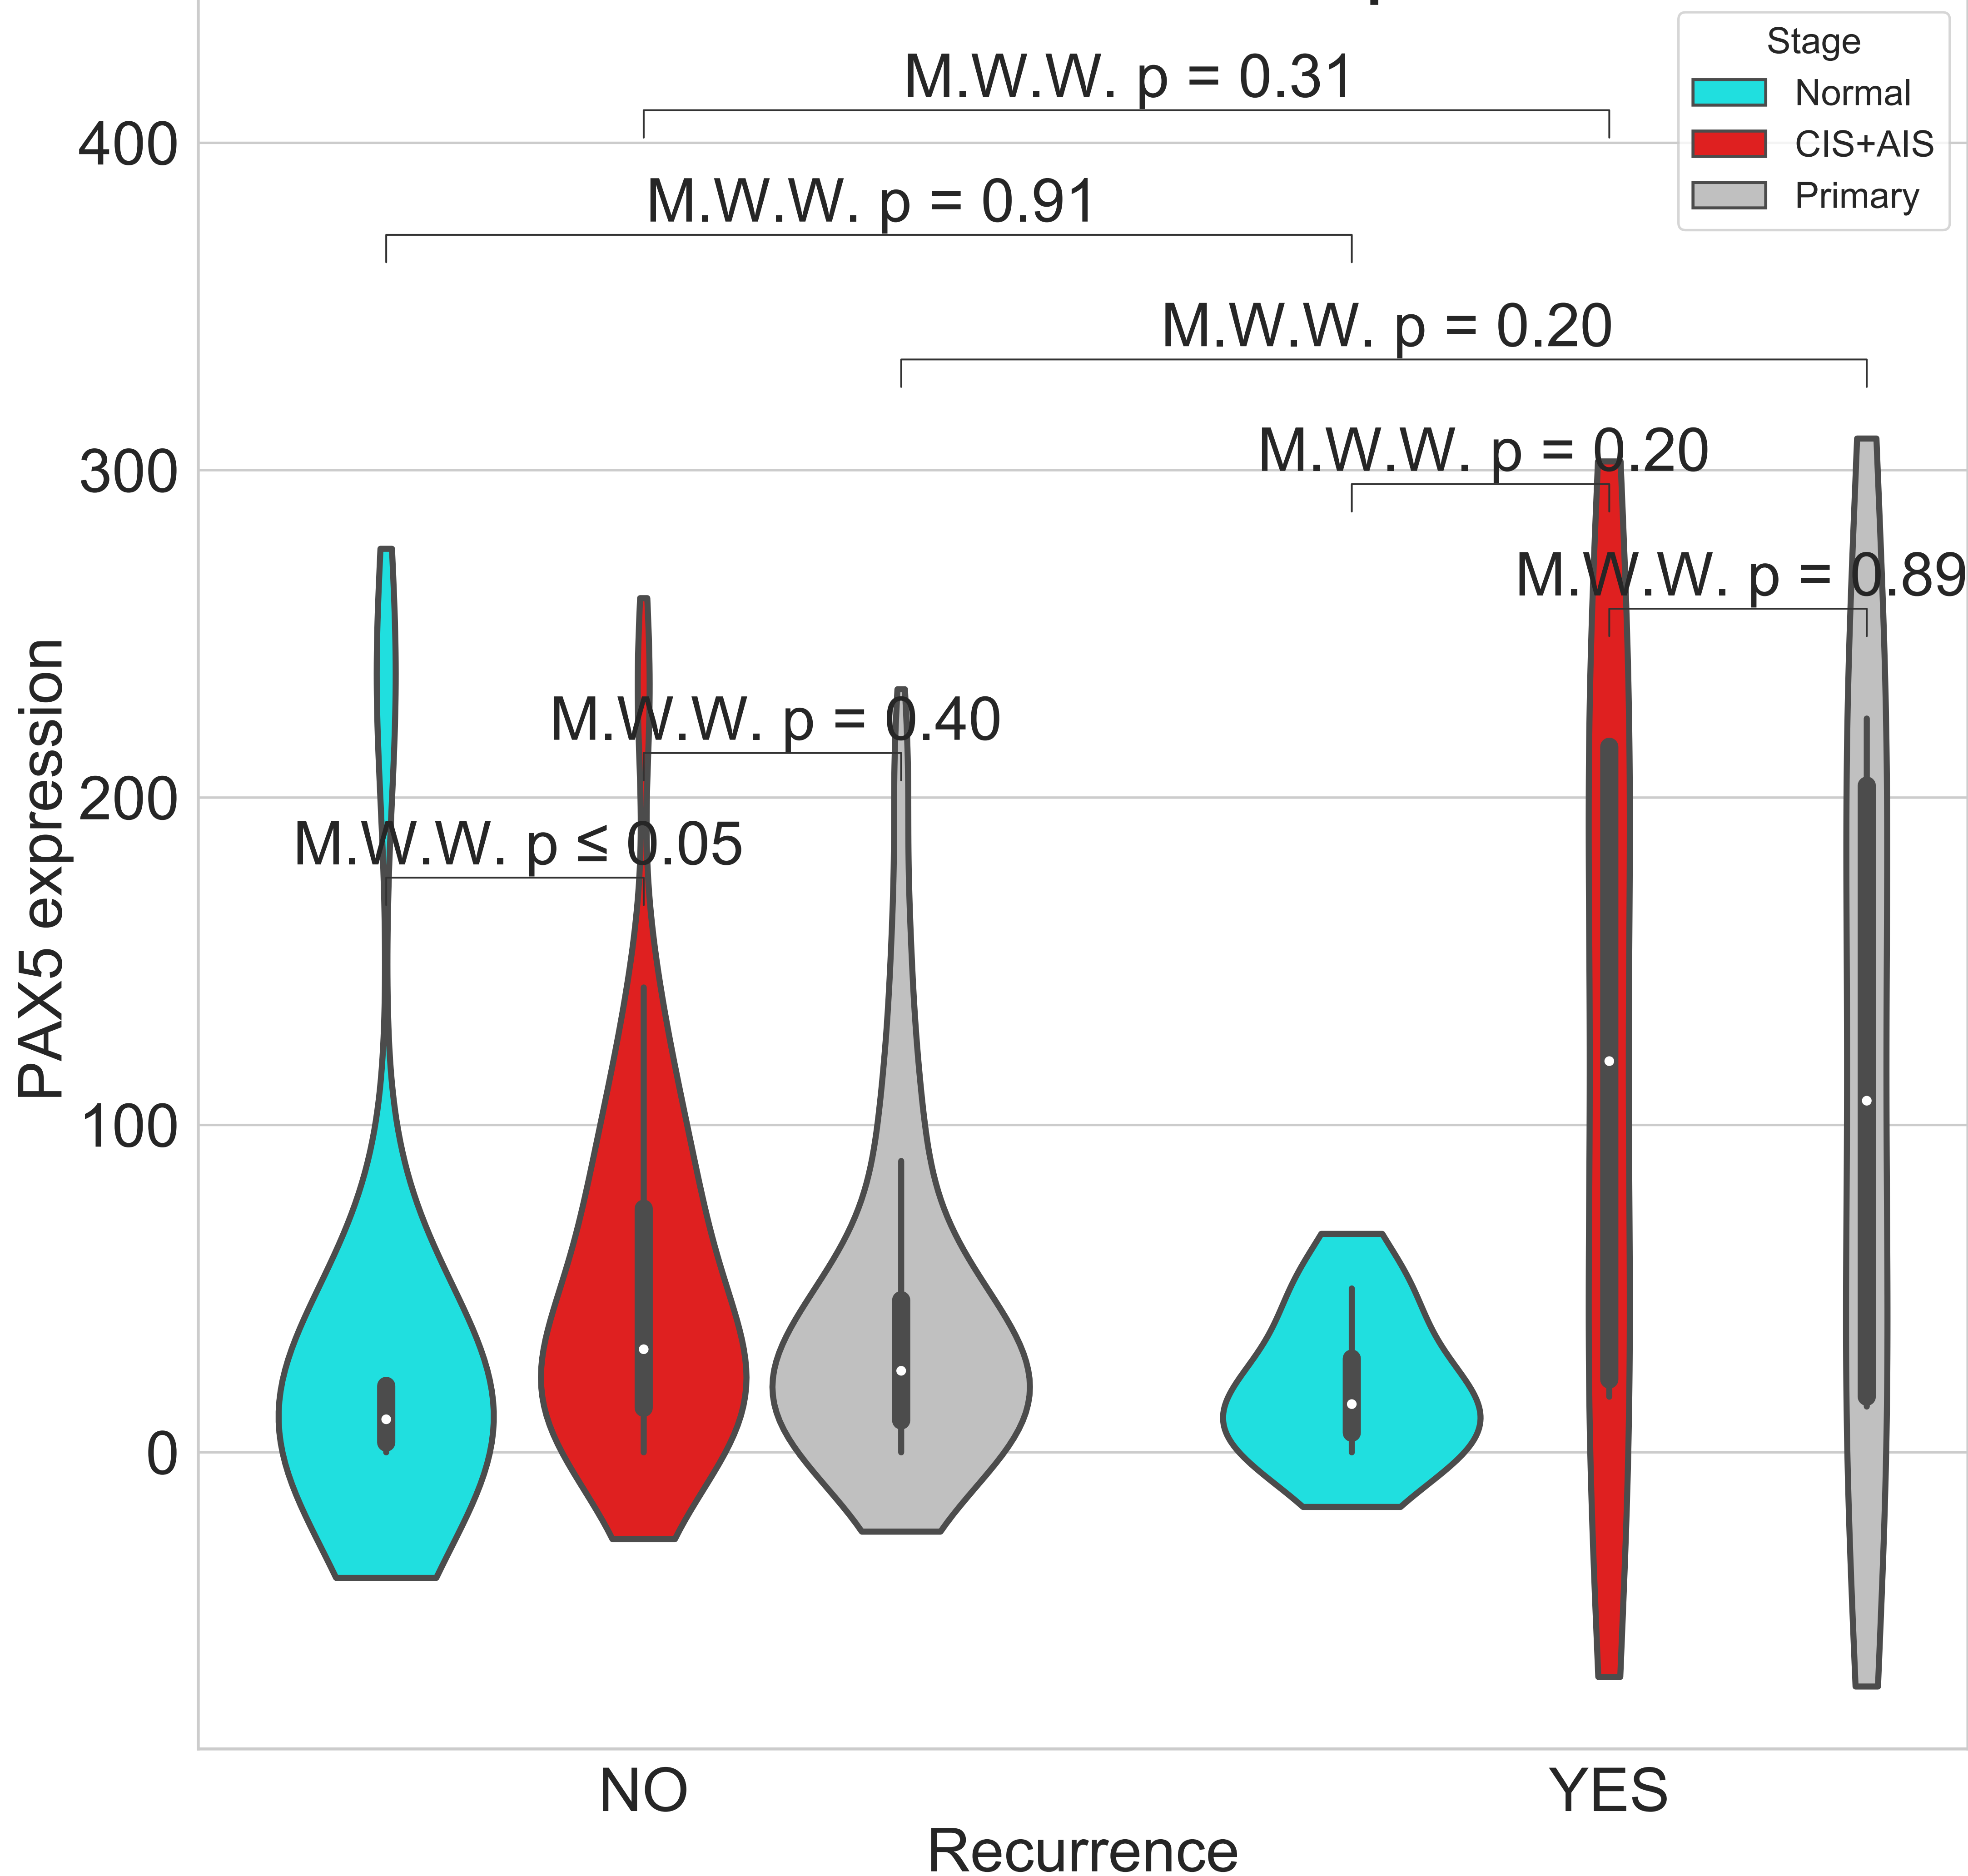 Stage
Normal
CIS+AIS
Primary
M.W.W. p = 0.31
M.W.W. p = 0.91
M.W.W. p = 0.20
M.W.W. p = 0.20
M.W.W. p = 0.89
M.W.W. p = 0.40
M.W.W. p ≤ 0.05
400
300
200
100
0
PAX5 expression
NO
YES
Recurrence